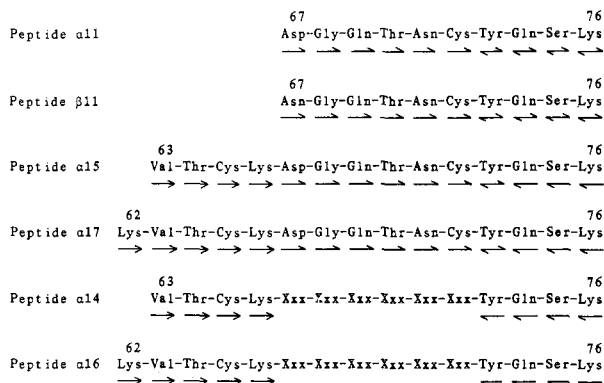 67 76
Peptide α11 Asp-Gly-Gln-Thr-Asn-Cys-Tyr-Gln-Ser-Lys
67 76
Peptide β11 Asn-Gly-Gln-Thr-Asn-Cys-Tyr-Gln-Ser-Lys
63 76
Peptide α15 Val-Thr-Cys-Lys-Asp-Gly-Gln-Thr-Asn-Cys-Tyr-Gln-Ser-Lys
62 76
Peptide α17 Lys-Val-Thr-Cys-Lys-Asp-Gly-Gln-Thr-Asn-Cys-Tyr-Gln-Ser-Lys
63 76
Peptide α14 Val-Thr-Cys-Lys-Xxx-Xxx-Xxx-Xxx-Xxx-Xxx-Tyr-Gln-Ser-Lys
62 76
Peptide α16 Lys-Val-Thr-Cys-Lys-Xxx-Xxx-Xxx-Xxx-Xxx-Xxx-Tyr-Gln-Ser-Lys